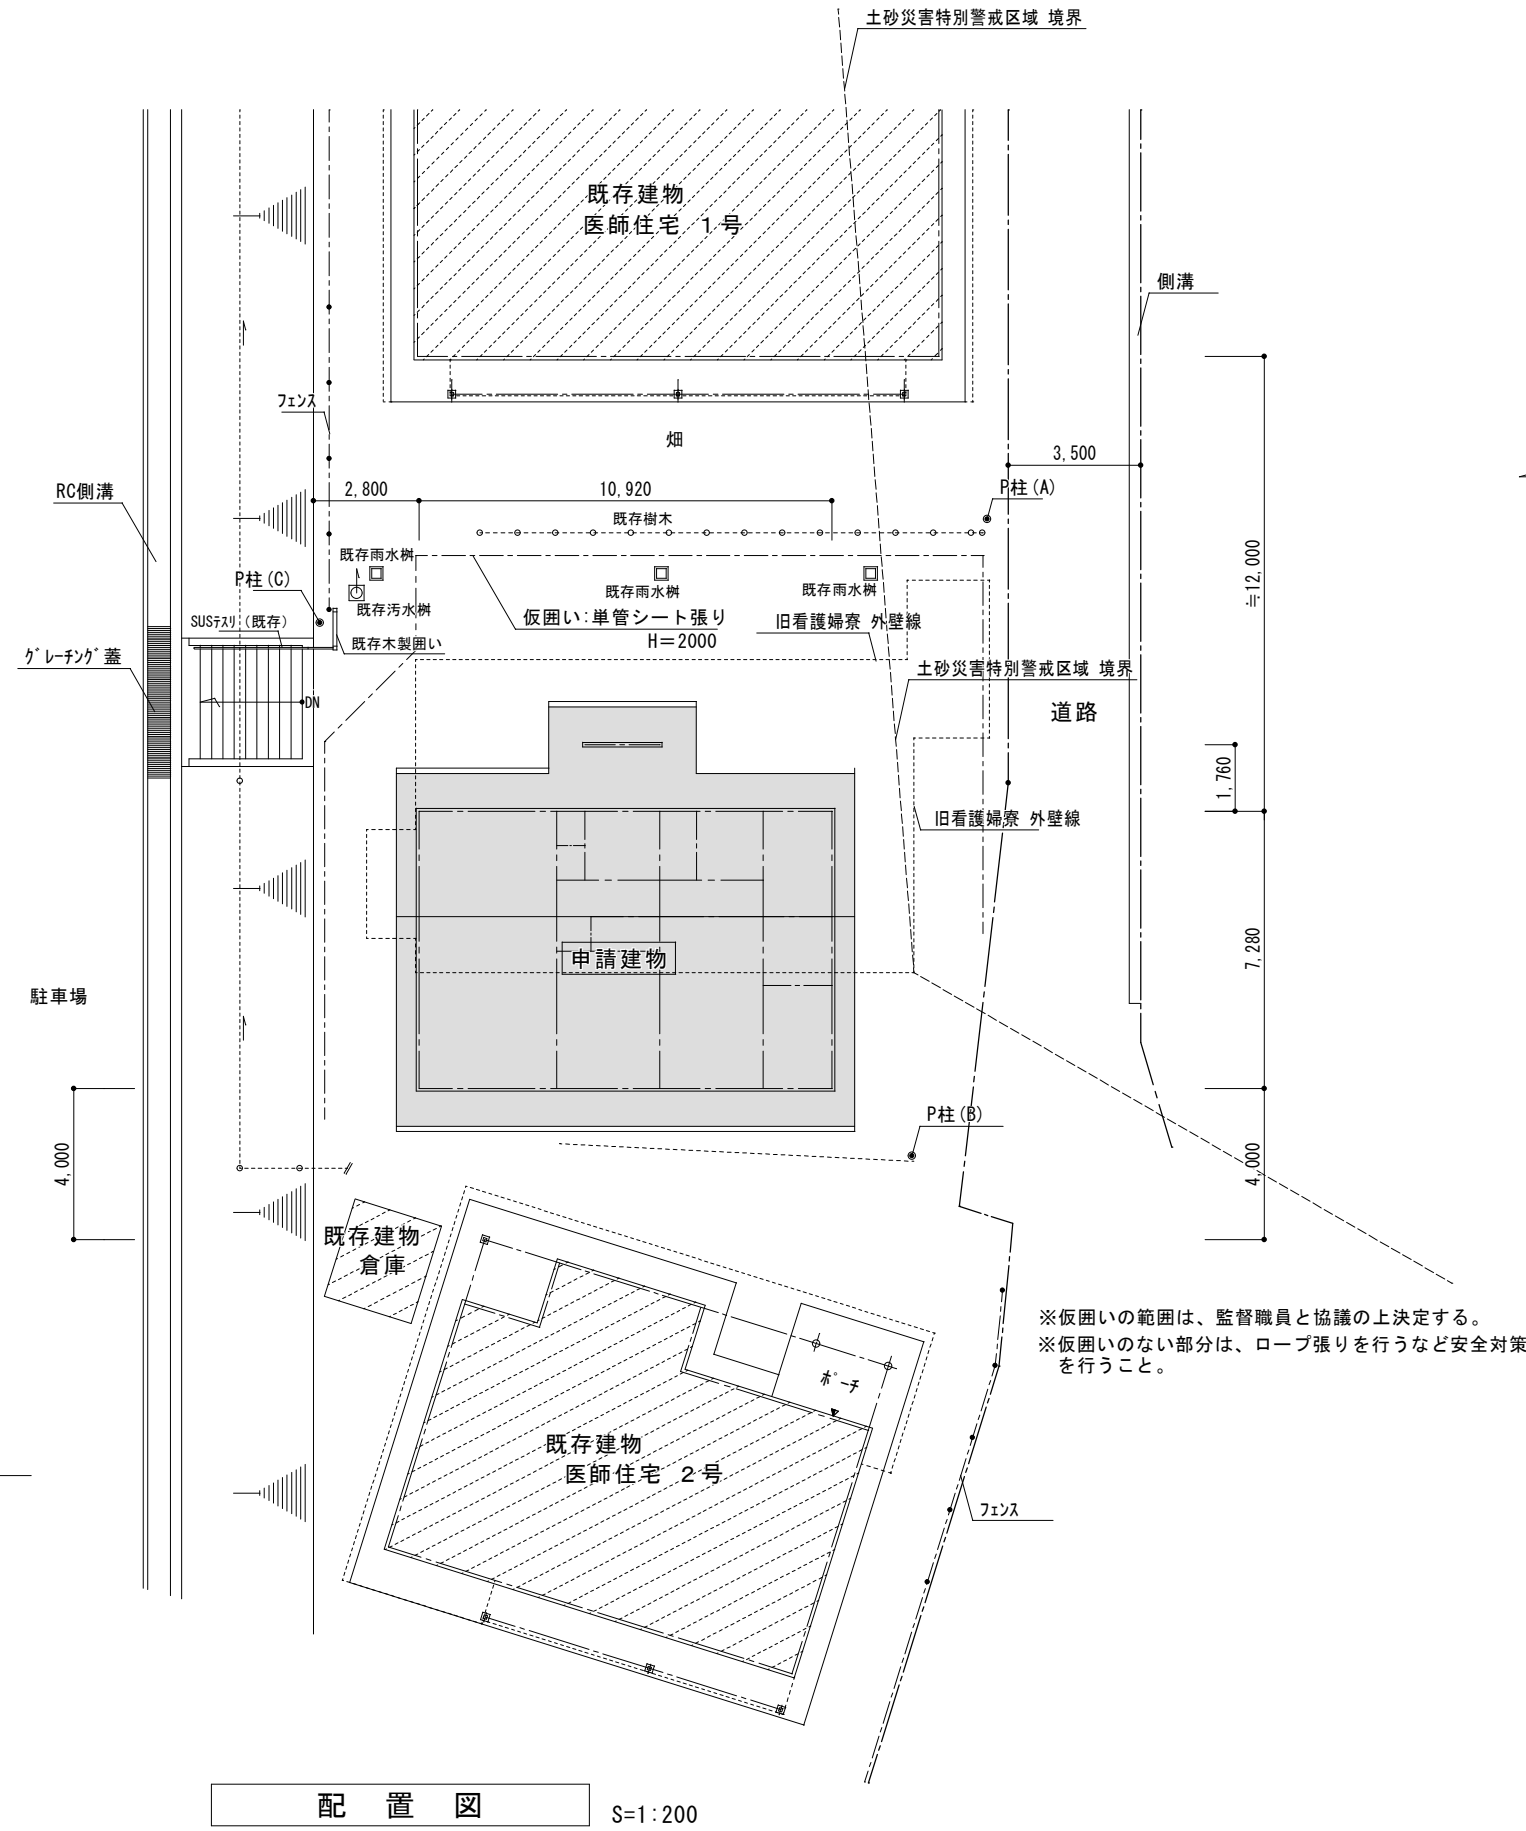 土砂災害特別警戒区域 境界
既存建物
医師住宅 1号
側溝
フェンス
畑
3,500
RC側溝
2,800
10,920
P柱(A)
既存樹木
既存雨水桝
P柱(C)
既存汚水桝
既存雨水桝
既存雨水桝
≒12,000
SUSテスリ(既存)
仮囲い:単管シート張り
H=2000
旧看護婦寮 外壁線
既存木製囲い
グレーチング蓋
土砂災害特別警戒区域 境界
DN
道路
1,760
旧看護婦寮 外壁線
申請建物
7,280
駐車場
P柱(B)
4,000
4,000
既存建物
倉庫
※仮囲いの範囲は、監督職員と協議の上決定する。
※仮囲いのない部分は、ロープ張りを行うなど安全対策
を行うこと。
ポーチ
既存建物
医師住宅 2号
フェンス
配 置 図
S=1:200